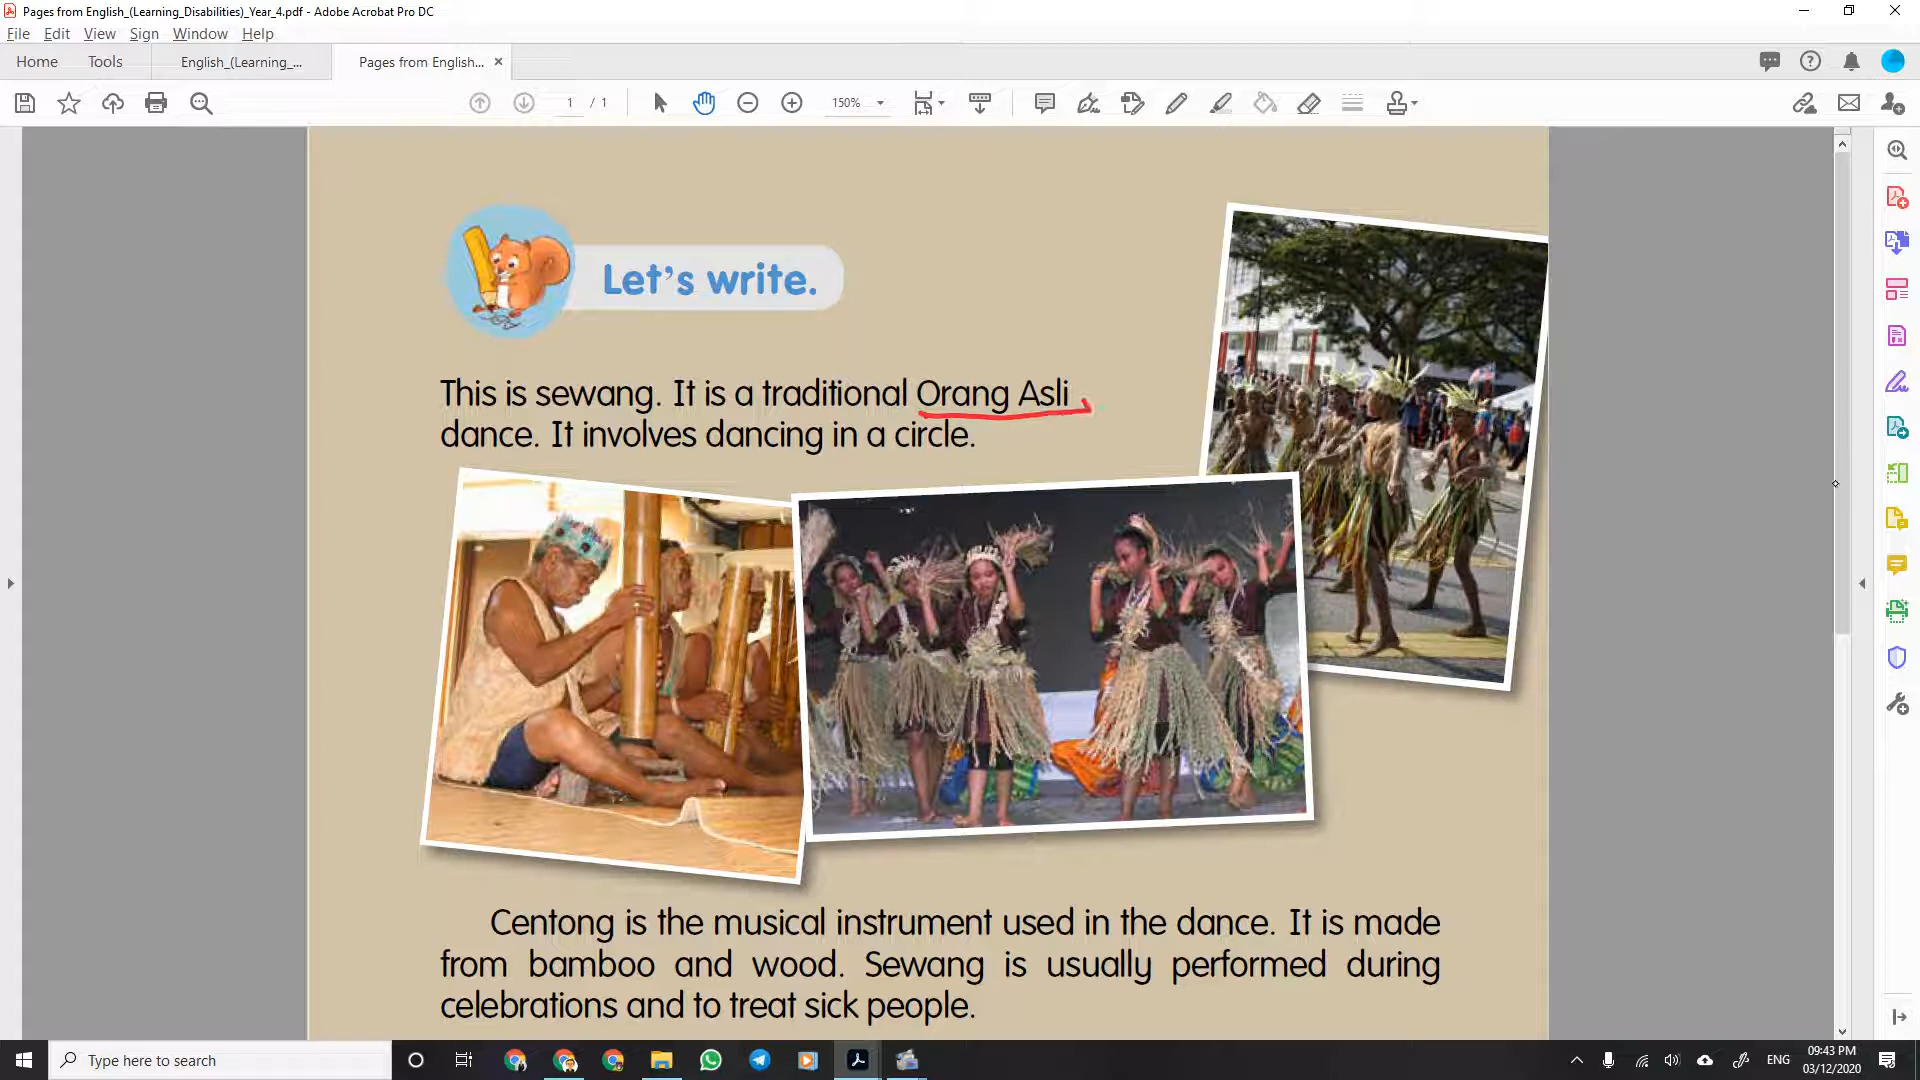 Pages from English_(Learning_Disabilities)_Year_4.pdf - Adobe Acrobat Pro DC
File Edit View Sign Window Help
Home Tools English_(Learning_... Pages from English... ×
1 / 1 150%
Let's write.
This is sewang. It is a traditional Orang Asli
dance. It involves dancing in a circle.
Centong is the musical instrument used in the dance. It is made
from bamboo and wood. Sewang is usually performed during
celebrations and to treat sick people.
Type here to search
ENG
09:43 PM
03/12/2020